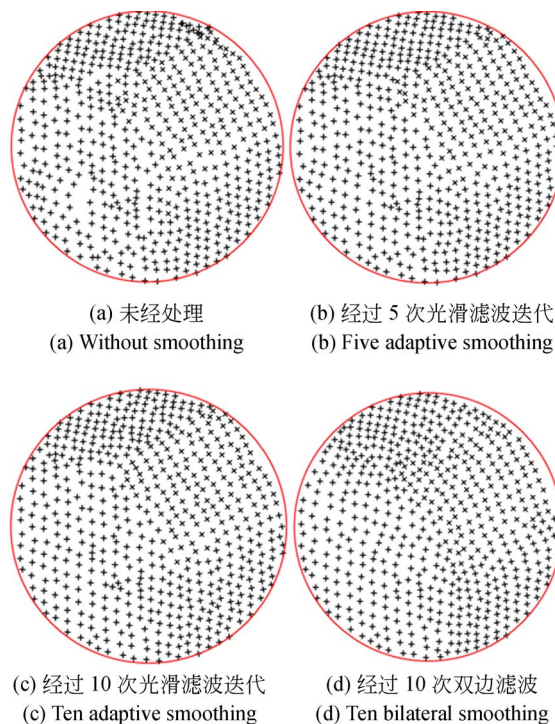 (a) 未经处理
(a) Without smoothing
(b) 经过 5 次光滑滤波迭代
(b) Five adaptive smoothing
(c) 经过 10 次光滑滤波迭代
(c) Ten adaptive smoothing
(d) 经过 10 次双边滤波
(d) Ten bilateral smoothing